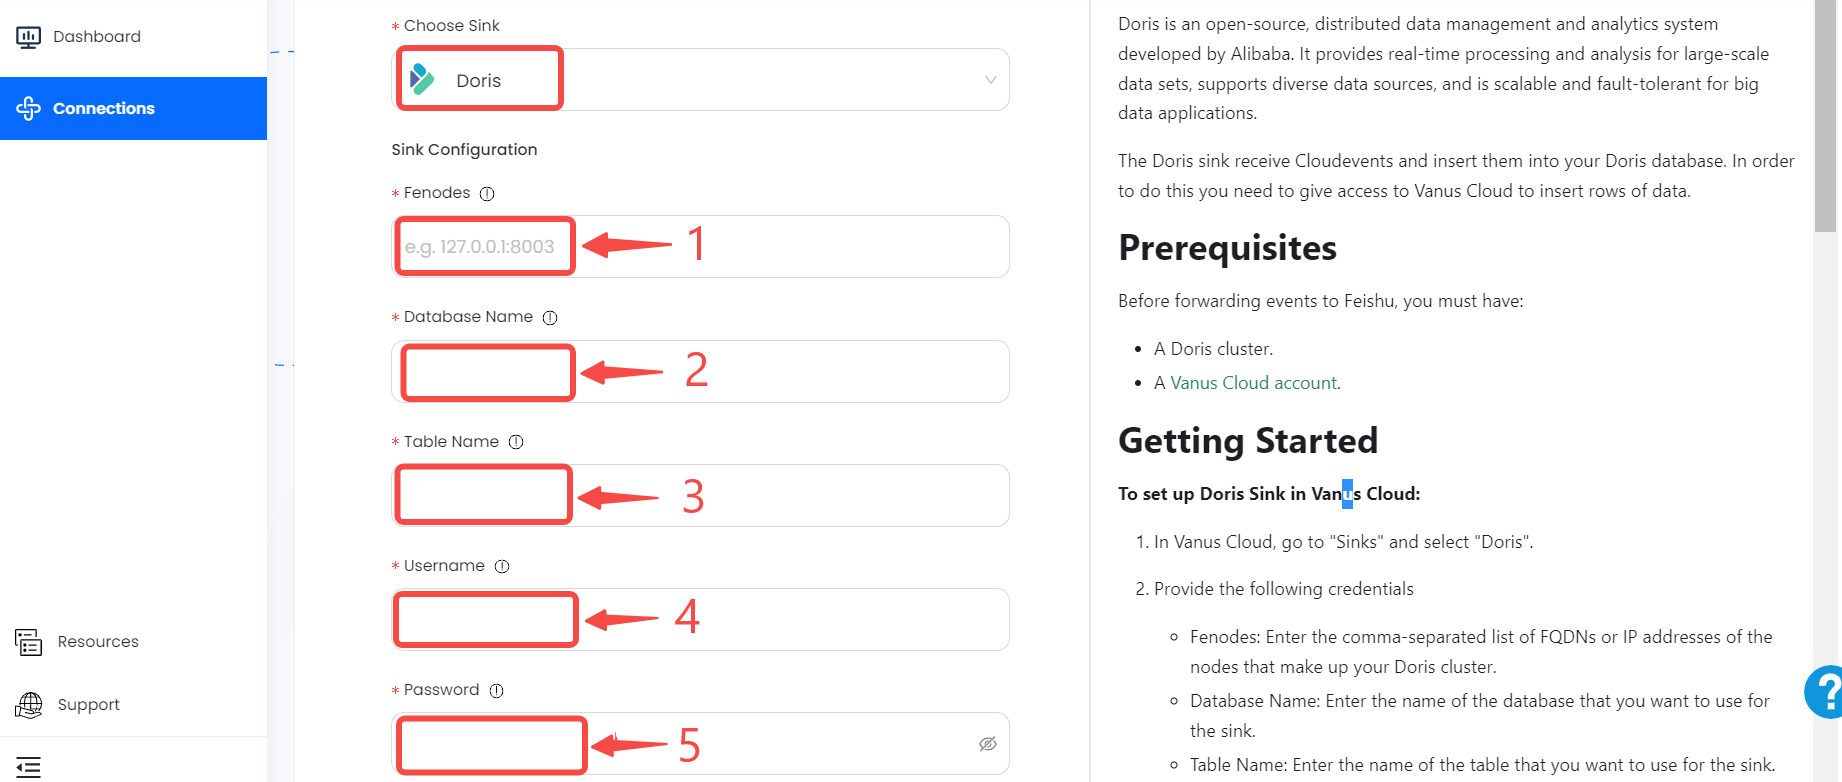 Dashboard
Connections
Resources
Support
* Choose Sink
Doris
Sink Configuration
* Fenodes
e.g. 127.0.0.1:8003
1
* Database Name
2
* Table Name
3
* Username
4
* Password
5
Doris is an open-source, distributed data management and analytics system
developed by Alibaba. It provides real-time processing and analysis for large-scale
data sets, supports diverse data sources, and is scalable and fault-tolerant for big
data applications.
The Doris sink receive Cloudevents and insert them into your Doris database. In order
to do this you need to give access to Vanus Cloud to insert rows of data.
Prerequisites
Before forwarding events to Feishu, you must have:
• A Doris cluster.
• A Vanus Cloud account.
Getting Started
To set up Doris Sink in Vanus Cloud:
1. In Vanus Cloud, go to "Sinks" and select "Doris".
2. Provide the following credentials
◦ Fenodes: Enter the comma-separated list of FQDNs or IP addresses of the
nodes that make up your Doris cluster.
◦ Database Name: Enter the name of the database that you want to use for
the sink.
◦ Table Name: Enter the name of the table that you want to use for the sink.
?